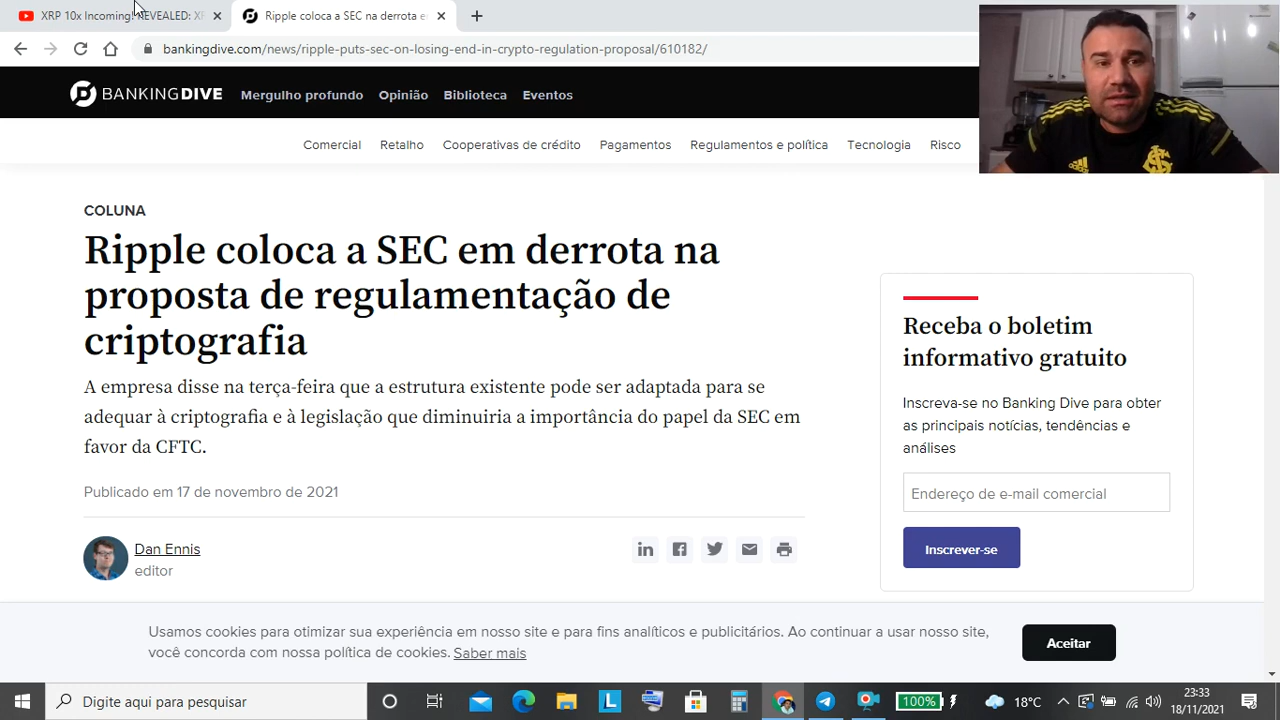 XRP 10x Incoming! REVEALED: XR
Ripple coloca a SEC na derrota e
bankingdive.com/news/ripple-puts-sec-on-losing-end-in-crypto-regulation-proposal/610182/
BANKINGDIVE Mergulho profundo Opinião Biblioteca Eventos
Comercial Retalho Cooperativas de crédito Pagamentos Regulamentos e política Tecnologia Risco
COLUNA
Ripple coloca a SEC em derrota na
proposta de regulamentação de
criptografia
A empresa disse na terça-feira que a estrutura existente pode ser adaptada para se
adequar à criptografia e à legislação que diminuiria a importância do papel da SEC em
favor da CFTC.
Publicado em 17 de novembro de 2021
Dan Ennis
editor
Receba o boletim
informativo gratuito
Inscreva-se no Banking Dive para obter
as principais notícias, tendências e
análises
Endereço de e-mail comercial
Inscrever-se
Usamos cookies para otimizar sua experiência em nosso site e para fins analíticos e publicitários. Ao continuar a usar nosso site,
você concorda com nossa política de cookies. Saber mais
Aceitar
Digite aqui para pesquisar
100%
18°C
23:33
18/11/2021